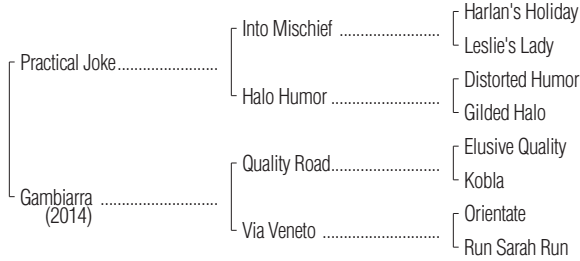 Harlan's Holiday
Into Mischief ........................
Leslie's Lady
Practical Joke ........................
Distorted Humor
Halo Humor ..........................
Gilded Halo
Elusive Quality
Quality Road ..........................
Kobla
Gambiarra ............................
(2014)
Orientate
Via Veneto ............................
Run Sarah Run